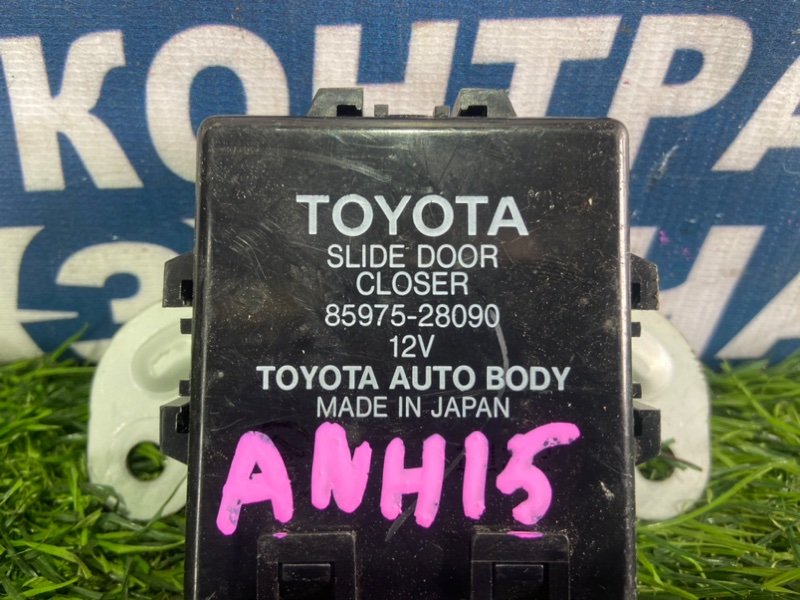 КОНТРА
TOYOTA
SLIDE DOOR
CLOSER
85975-28090
12V
TOYOTA AUTO BODY
MADE IN JAPAN
ANH15